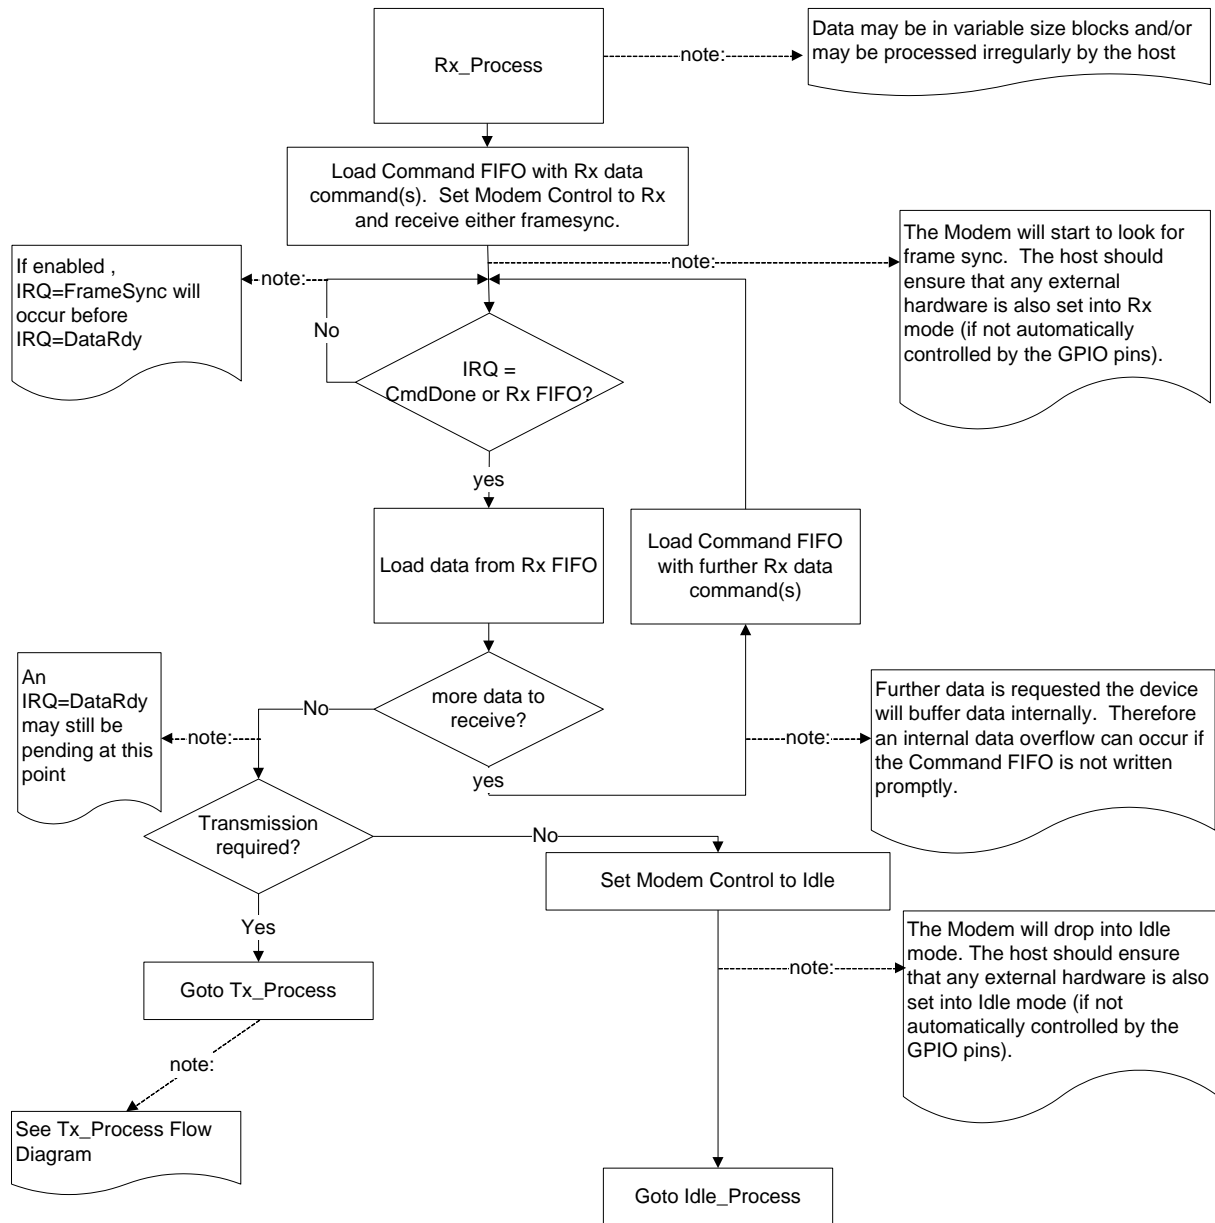 Rx_Process
note:
Data may be in variable size blocks and/or
may be processed irregularly by the host
Load Command FIFO with Rx data
command(s).  Set Modem Control to Rx
and receive either framesync.
If enabled ,
IRQ=FrameSync will
occur before
IRQ=DataRdy
note:
note:
The Modem will start to look for
frame sync.  The host should
ensure that any external
hardware is also set into Rx
mode (if not automatically
controlled by the GPIO pins).
No
IRQ =
CmdDone or Rx FIFO?
yes
Load data from Rx FIFO
Load Command FIFO
with further Rx data
command(s)
An
IRQ=DataRdy
may still be
pending at this
point
note:
No
more data to
receive?
yes
note:
Further data is requested the device
will buffer data internally.  Therefore
an internal data overflow can occur if
the Command FIFO is not written
promptly.
Transmission
required?
No
Set Modem Control to Idle
Yes
note:
The Modem will drop into Idle
mode. The host should ensure
that any external hardware is also
set into Idle mode (if not
automatically controlled by the
GPIO pins).
Goto Tx_Process
note:
See Tx_Process Flow
Diagram
Goto Idle_Process